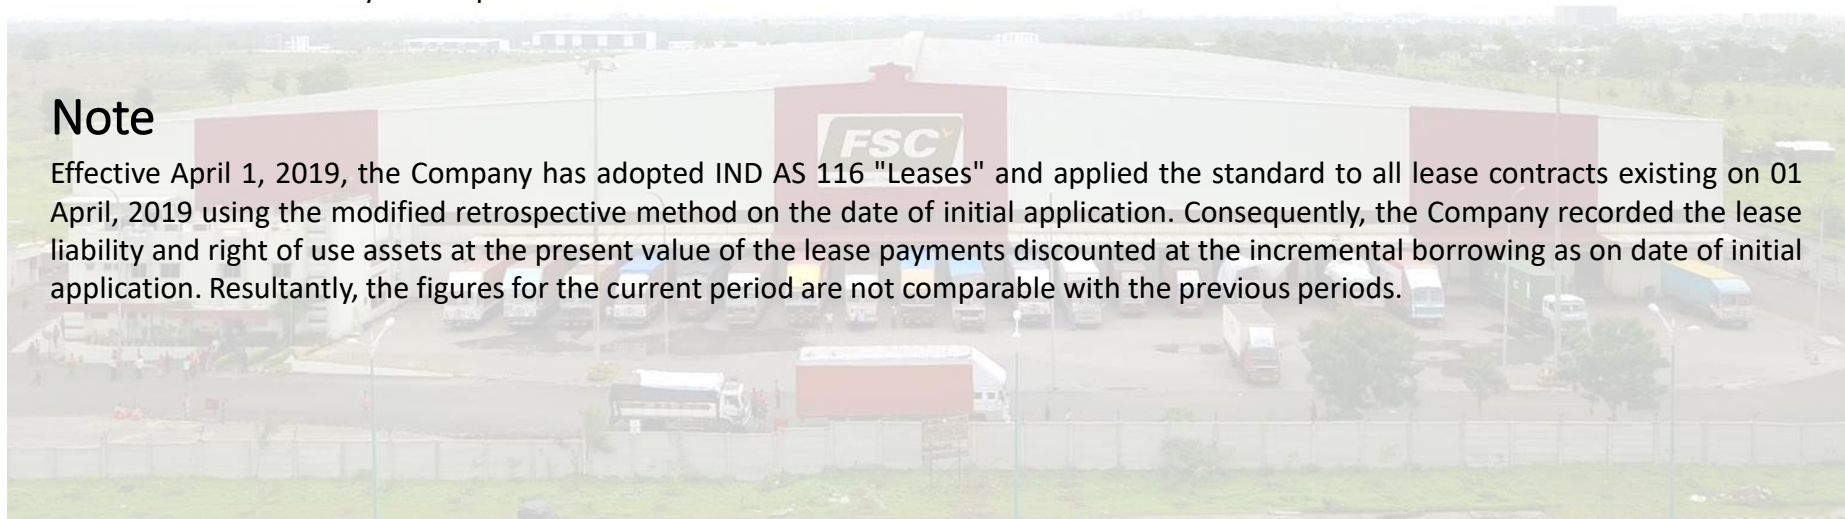 Note
FSC
Effective April 1, 2019, the Company has adopted IND AS 116 "Leases" and applied the standard to all lease contracts existing on 01
April, 2019 using the modified retrospective method on the date of initial application. Consequently, the Company recorded the lease
liability and right of use assets at the present value of the lease payments discounted at the incremental borrowing as on date of initial
application. Resultantly, the figures for the current period are not comparable with the previous periods.